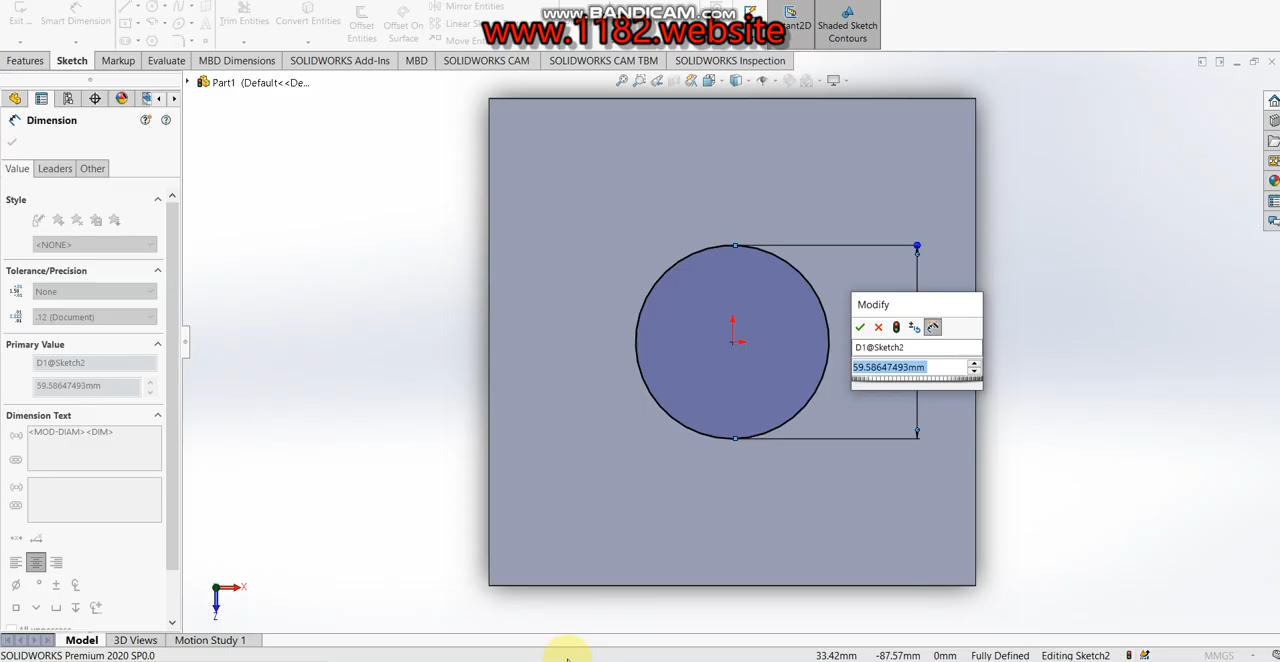 www.BANDICAM.com
www.1182.website
Exit...
Smart Dimension
Trim Entities
Convert Entities
Offset Entities
Offset On Surface
Mirror Entities
Linear
Move En
tant2D
Shaded Sketch Contours
Features
Sketch
Markup
Evaluate
MBD Dimensions
SOLIDWORKS Add-Ins
MBD
SOLIDWORKS CAM
SOLIDWORKS CAM TBM
SOLIDWORKS Inspection
Part1 (Default<<De...
Dimension
Value
Leaders
Other
Style
<NONE>
Tolerance/Precision
None
.12 (Document)
Primary Value
D1@Sketch2
59.58647493mm
Dimension Text
<MOD-DIAM><DIM>
Modify
D1@Sketch2
59.58647493mm
X
Z
Model
3D Views
Motion Study 1
SOLIDWORKS Premium 2020 SP0.0
33.42mm
-87.57mm
0mm
Fully Defined
Editing Sketch2
MMGS